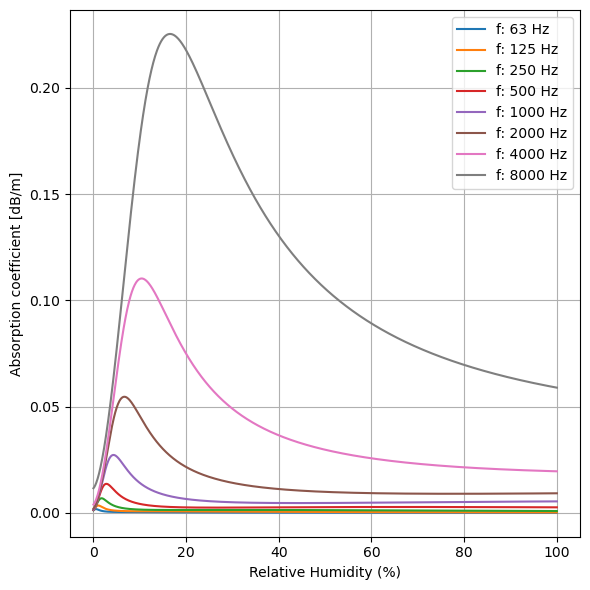 f: 63 Hz
f: 125 Hz
f: 250 Hz
f: 500 Hz
f: 1000 Hz
f: 2000 Hz
f: 4000 Hz
f: 8000 Hz
0.20
0.15
0.10
0.05
0.00
Absorption coefficient [dB/m]
0 20 40 60 80 100
Relative Humidity (%)